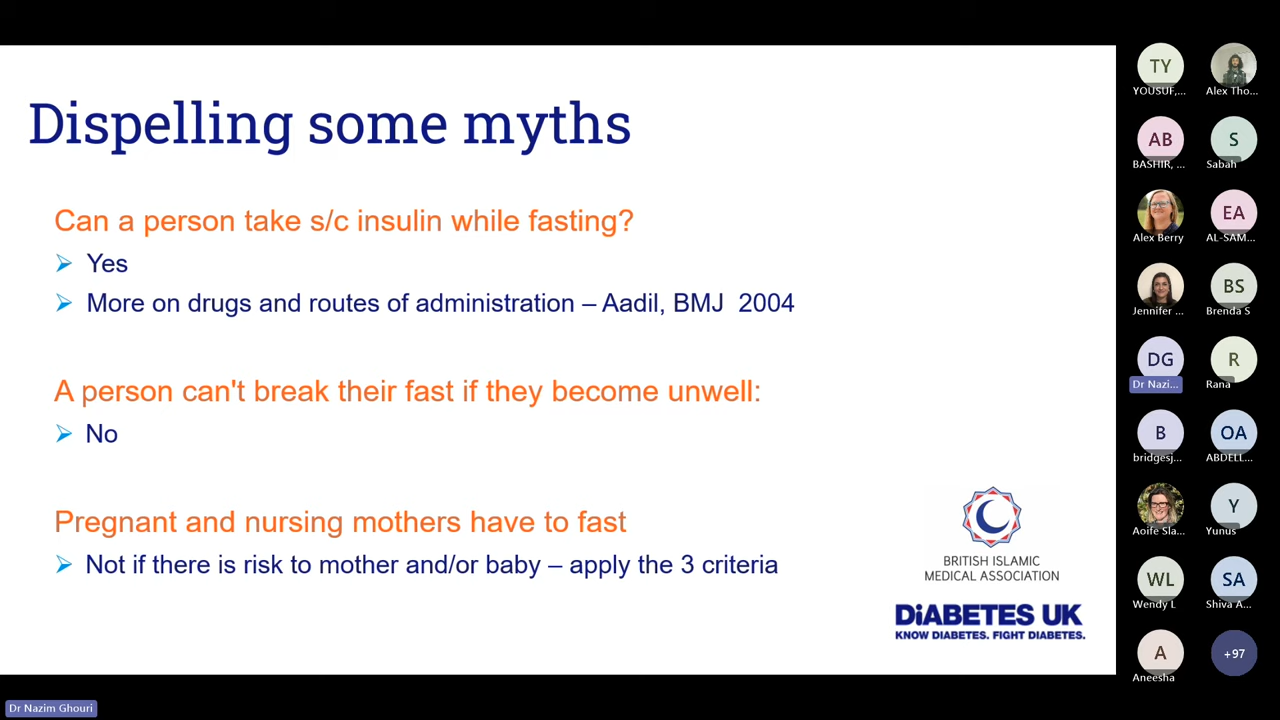 Dispelling some myths
Can a person take s/c insulin while fasting?
➢ Yes
➢ More on drugs and routes of administration – Aadil, BMJ 2004
A person can't break their fast if they become unwell:
➢ No
Pregnant and nursing mothers have to fast
➢ Not if there is risk to mother and/or baby – apply the 3 criteria
BRITISH ISLAMIC
MEDICAL ASSOCIATION
DiABETES UK
KNOW DIABETES. FIGHT DIABETES.
TY
YOUSUF,...
Alex Tho...
AB
BASHIR, ...
S
Sabah
Alex Berry
EA
AL-SAM...
Jennifer ...
BS
Brenda S
DG
Dr Nazi...
R
Rana
B
bridgesj...
OA
ABDELL...
Aoife Sla...
Y
Yunus
WL
Wendy L
SA
Shiva A...
A
Aneesha
+97
Dr Nazim Ghouri